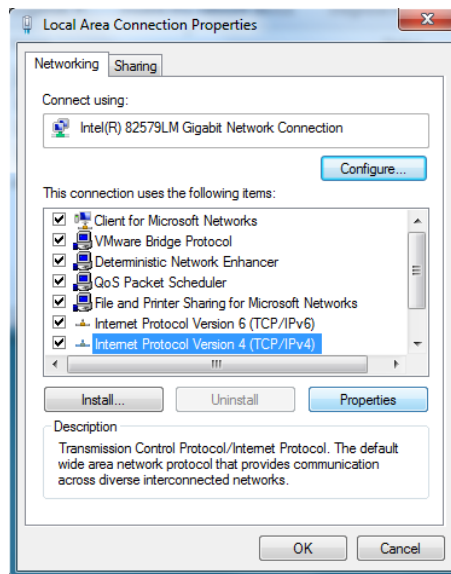 Local Area Connection Properties
Networking
Sharing
Connect using:
Intel(R) 82579LM Gigabit Network Connection
Configure...
This connection uses the following items:
Client for Microsoft Networks
VMware Bridge Protocol
Deterministic Network Enhancer
QoS Packet Scheduler
File and Printer Sharing for Microsoft Networks
Internet Protocol Version 6 (TCP/IPv6)
Internet Protocol Version 4 (TCP/IPv4)
Install...
Uninstall
Properties
Description
Transmission Control Protocol/Internet Protocol. The default
wide area network protocol that provides communication
across diverse interconnected networks.
OK
Cancel